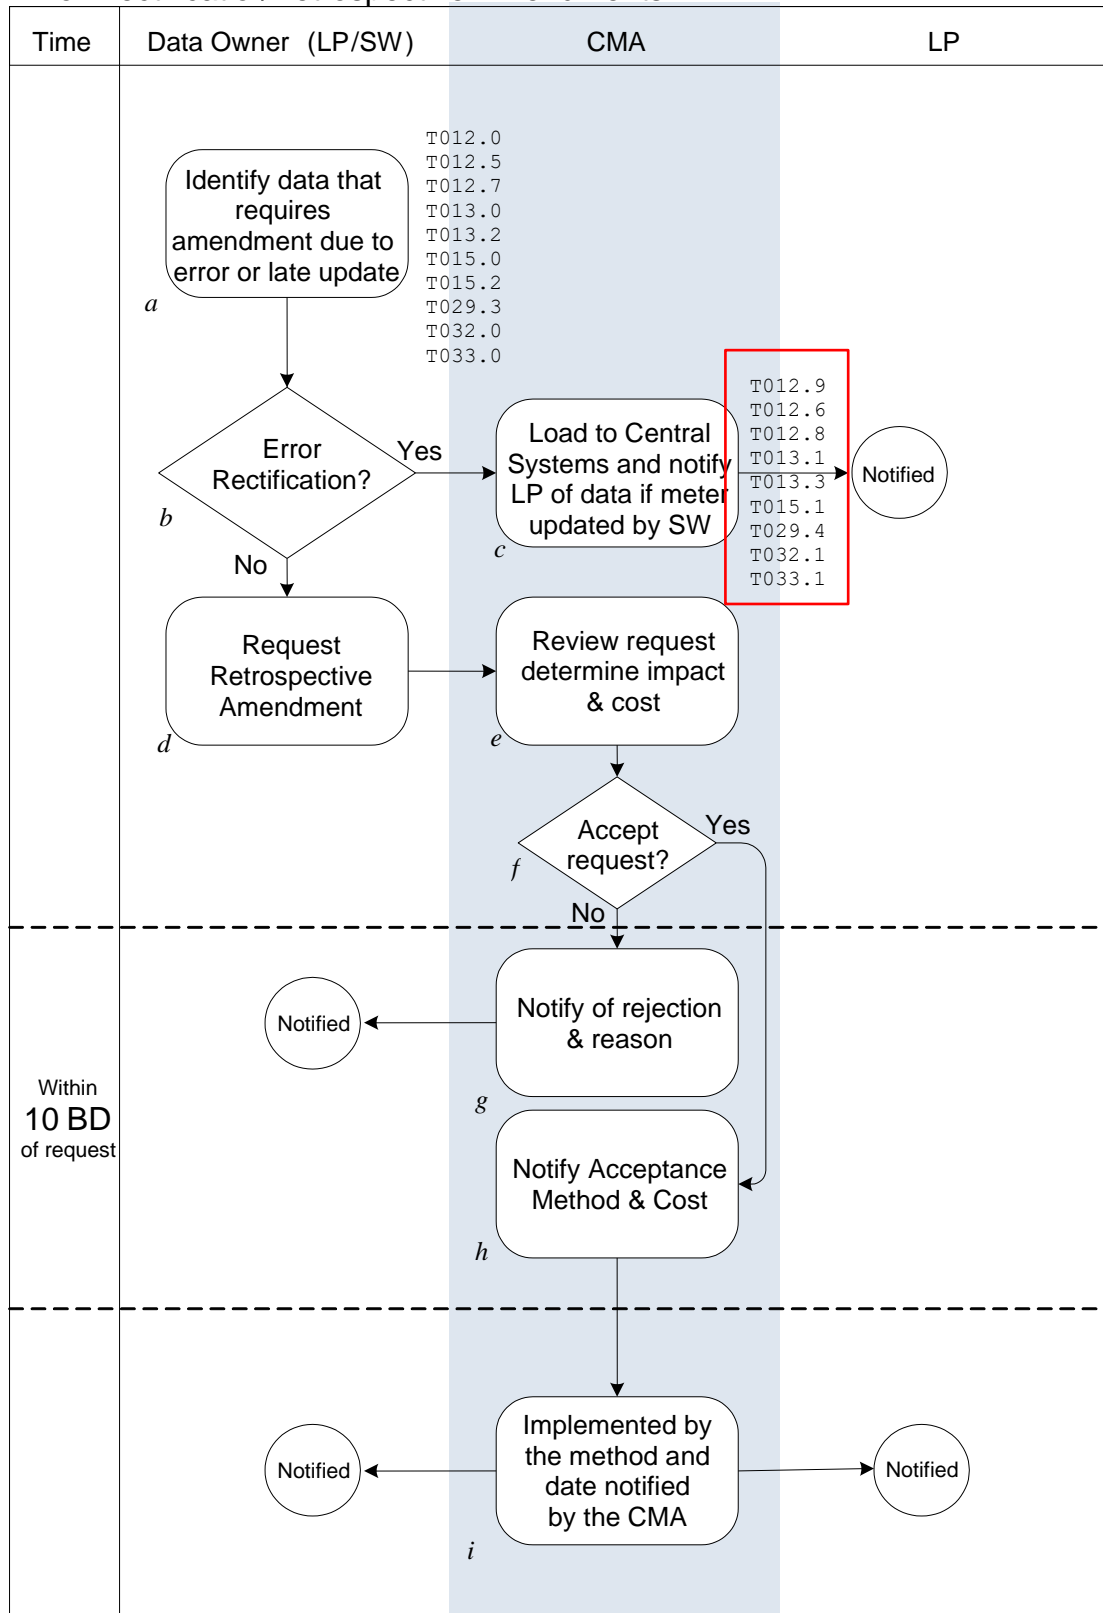 Time
Data Owner (LP/SW)
CMA
LP
T012.0
T012.5
T012.7
T013.0
T013.2
T015.0
T015.2
T029.3
T032.0
T033.0
Identify data that
requires
amendment due to
error or late update
a
Error
Rectification?
Yes
b
No
Load to Central
Systems and notify
LP of data if meter
updated by SW
c
T012.9
T012.6
T012.8
T013.1
T013.3
T015.1
T029.4
T032.1
T033.1
Notified
Request
Retrospective
Amendment
d
Review request
determine impact
& cost
e
Accept
request?
Yes
f
No
Within
10 BD
of request
Notify of rejection
& reason
g
Notified
Notify Acceptance
Method & Cost
h
Implemented by
the method and
date notified
by the CMA
i
Notified
Notified